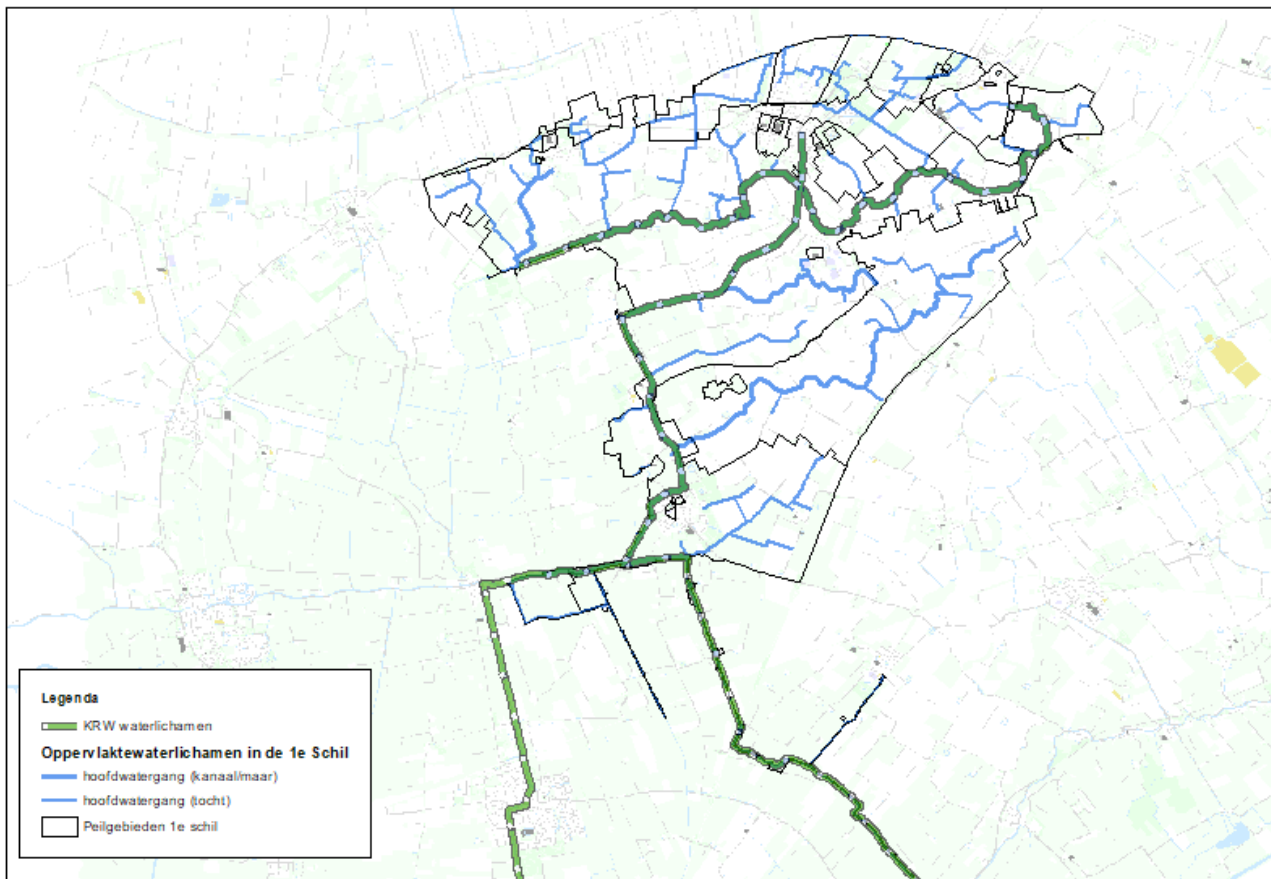 Legenda
KRW waterlichamen
Oppervlaktewaterlichamen in de 1e Schil
hoofdwatergang (kanaal/maar)
hoofdwatergang (tocht)
Peilgebieden 1e schil